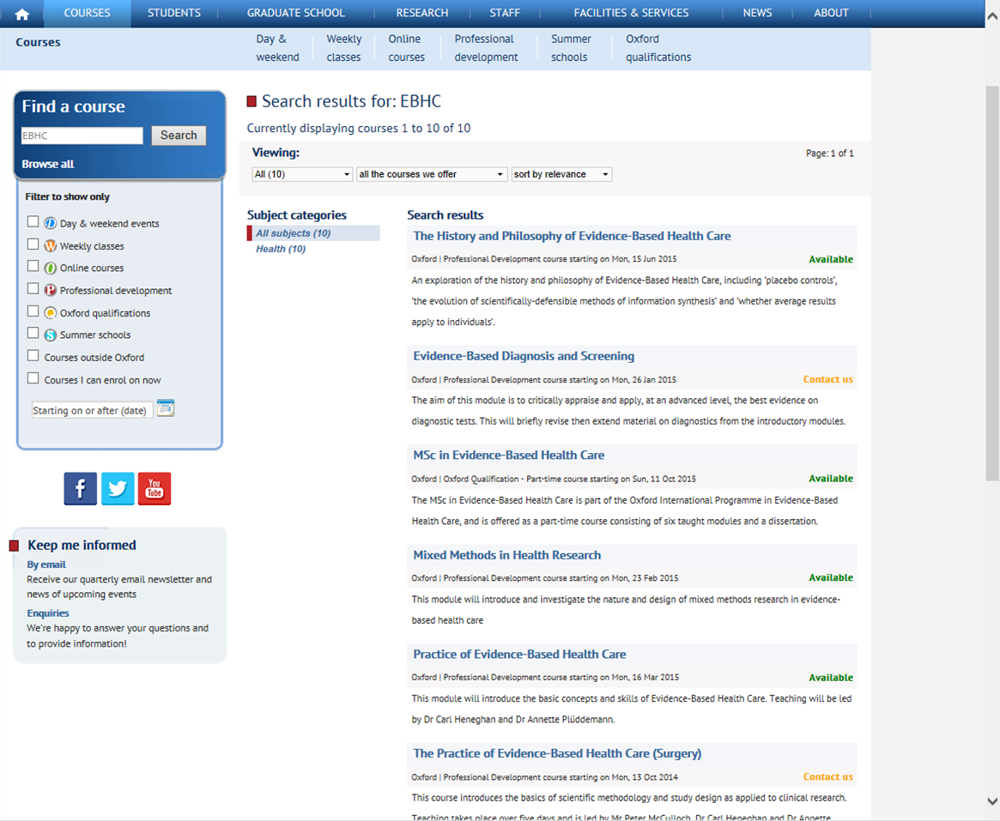 COURSES STUDENTS GRADUATE SCHOOL RESEARCH STAFF FACILITIES & SERVICES NEWS ABOUT
Courses
Day & weekend
Weekly classes
Online courses
Professional development
Summer schools
Oxford qualifications
Find a course
EBHC Search
Browse all
Filter to show only
Day & weekend events
Weekly classes
Online courses
Professional development
Oxford qualifications
Summer schools
Courses outside Oxford
Courses I can enrol on now
Starting on or after (date)
You
Tube
Keep me informed
By email
Receive our quarterly email newsletter and
news of upcoming events
Enquiries
We're happy to answer your questions and
to provide information!
Search results for: EBHC
Currently displaying courses 1 to 10 of 10
Viewing: Page: 1 of 1
All (10) all the courses we offer sort by relevance
Subject categories
All subjects (10)
Health (10)
Search results
The History and Philosophy of Evidence-Based Health Care
Oxford | Professional Development course starting on Mon, 15 Jun 2015 Available
An exploration of the history and philosophy of Evidence-Based Health Care, including 'placebo controls',
'the evolution of scientifically-defensible methods of information synthesis' and 'whether average results
apply to individuals'.
Evidence-Based Diagnosis and Screening
Oxford | Professional Development course starting on Mon, 26 Jan 2015 Contact us
The aim of this module is to critically appraise and apply, at an advanced level, the best evidence on
diagnostic tests. This will briefly revise then extend material on diagnostics from the introductory modules.
MSc in Evidence-Based Health Care
Oxford | Oxford Qualification - Part-time course starting on Sun, 11 Oct 2015 Available
The MSc in Evidence-Based Health Care is part of the Oxford International Programme in Evidence-Based
Health Care, and is offered as a part-time course consisting of six taught modules and a dissertation.
Mixed Methods in Health Research
Oxford | Professional Development course starting on Mon, 23 Feb 2015 Available
This module will introduce and investigate the nature and design of mixed methods research in evidence-
based health care
Practice of Evidence-Based Health Care
Oxford | Professional Development course starting on Mon, 16 Mar 2015 Available
This module will introduce the basic concepts and skills of Evidence-Based Health Care. Teaching will be led
by Dr Carl Heneghan and Dr Annette Plüddemann.
The Practice of Evidence-Based Health Care (Surgery)
Oxford | Professional Development course starting on Mon, 13 Oct 2014 Contact us
This course introduces the basics of scientific methodology and study design as applied to clinical research.
Teaching takes place over five days and is led by Mr Peter McCulloch, Dr Carl Heneghan and Dr Annette